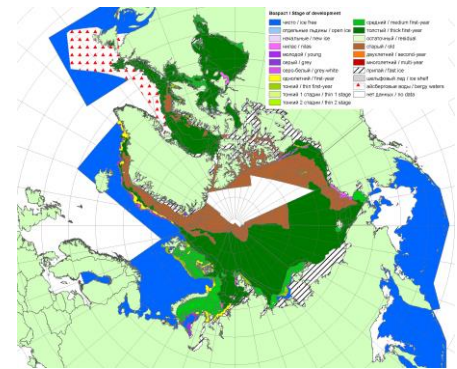 Возраст / Stage of development
чисто / ice free
отдельные льдины / open ice
начальные / new ice
нилас / nilas
молодой / young
серый / grey
серо-белый / grey white
однолетний / first-year
тонкий / thin first-year
тонкий 1 стадии / thin 1 stage
тонкий 2 стадии / thin 2 stage
средний / medium first-year
толстый / thick first-year
остаточный / residual
старый / old
двухлетний / second-year
многолетний / multi-year
припай / fast ice
шельфовый лед / ice shelf
айсберговые воды / bergy waters
нет данных / no data